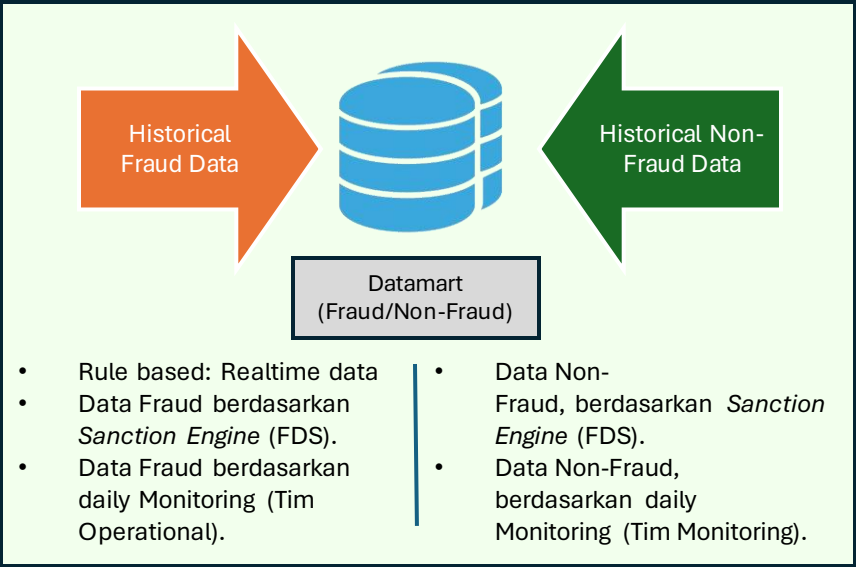 Historical
Fraud Data
Historical Non-
Fraud Data
Datamart
(Fraud/Non-Fraud)
• Rule based: Realtime data
• Data Fraud berdasarkan
Sanction Engine (FDS).
• Data Fraud berdasarkan
daily Monitoring (Tim
Operational).
• Data Non-
Fraud, berdasarkan Sanction
Engine (FDS).
• Data Non-Fraud,
berdasarkan daily
Monitoring (Tim Monitoring).